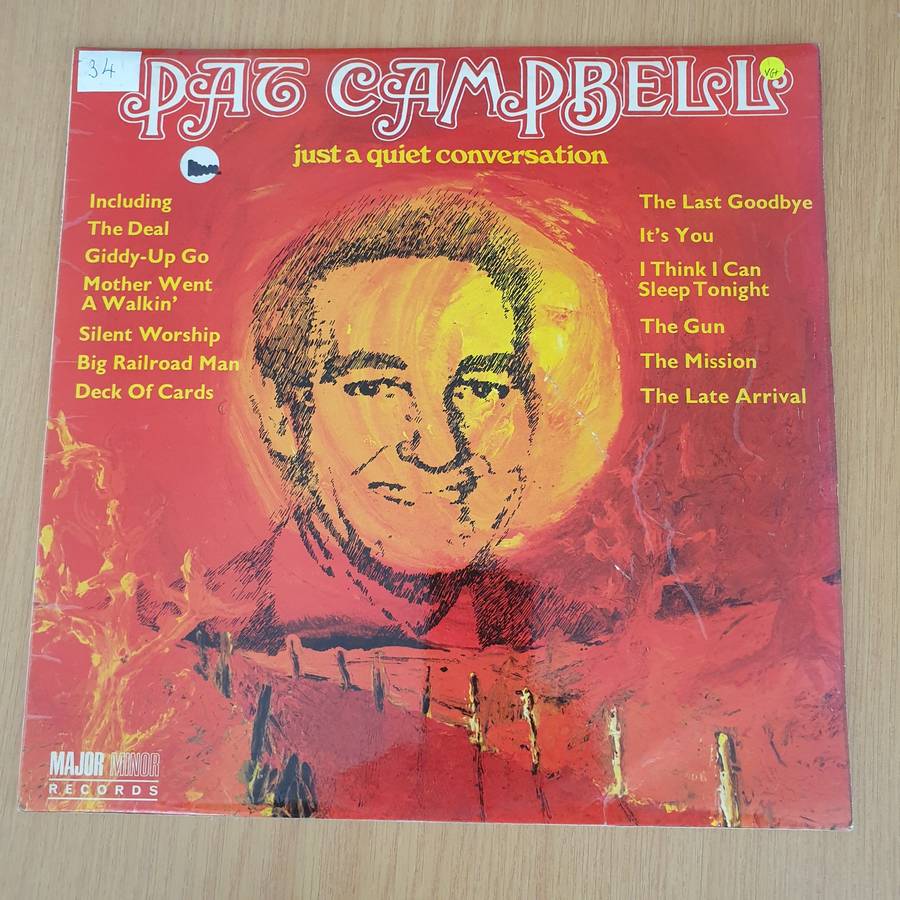 34
PAT CAMPBELL
VG+
just a quiet conversation
Including
The Deal
Giddy-Up Go
Mother Went
A Walkin'
Silent Worship
Big Railroad Man
Deck Of Cards
The Last Goodbye
It's You
I Think I Can
Sleep Tonight
The Gun
The Mission
The Late Arrival
MAJOR MINOR
RECORDS